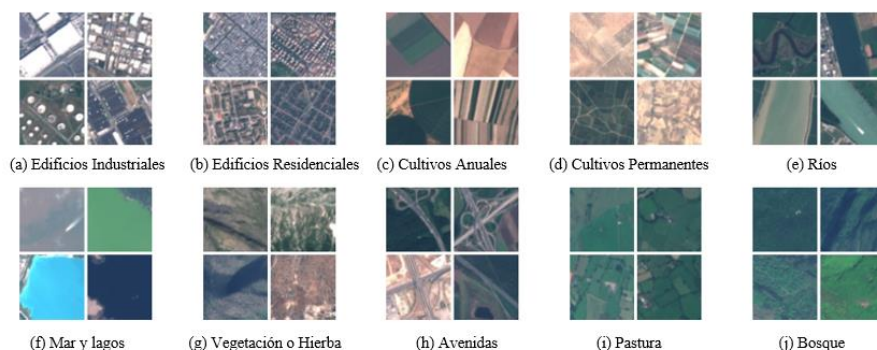 (a) Edificios Industriales
(b) Edificios Residenciales
(c) Cultivos Anuales
(d) Cultivos Permanentes
(e) Ríos
(f) Mar y lagos
(g) Vegetación o Hierba
(h) Avenidas
(i) Pastura
(j) Bosque